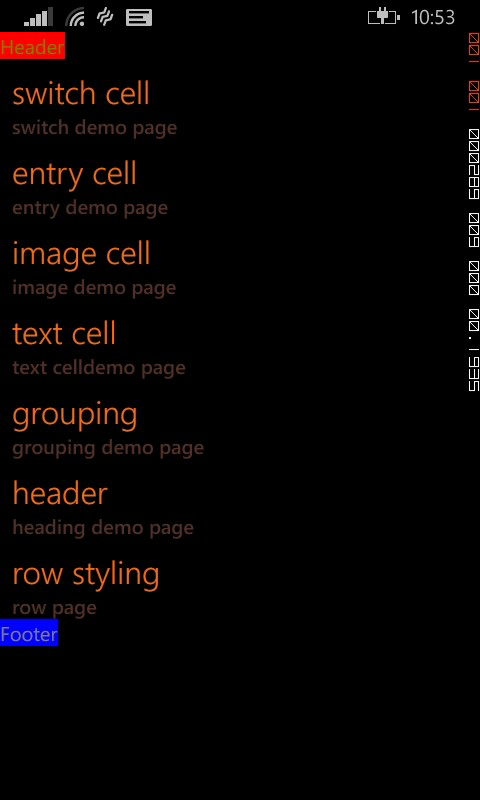 10:53
Header
switch cell
switch demo page
entry cell
entry demo page
image cell
image demo page
text cell
text celldemo page
grouping
grouping demo page
header
heading demo page
row styling
row page
Footer